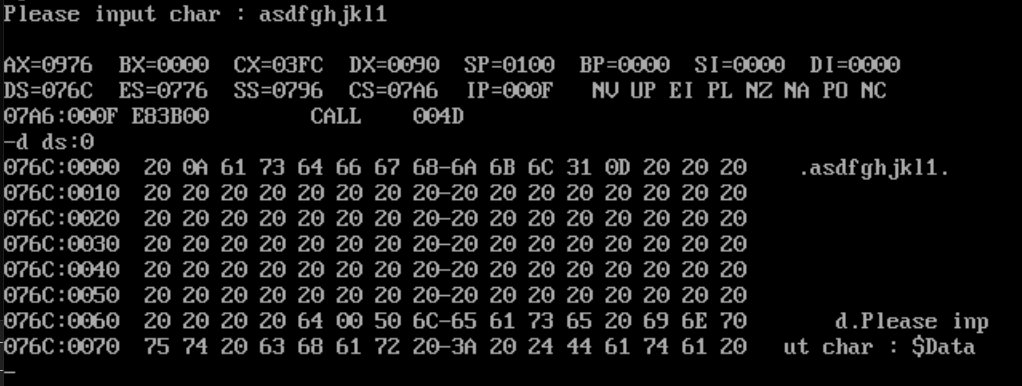 Please input char : asdfghjkl1
AX=0976  BX=0000  CX=03FC  DX=0090  SP=0100  BP=0000  SI=0000  DI=0000
DS=076C  ES=0776  SS=0796  CS=07A6  IP=000F   NV UP EI PL NZ NA PO NC
07A6:000F E83B00        CALL    004D
-d ds:0
076C:0000  20 0A 61 73 64 66 67 68-6A 6B 6C 31 0D 20 20 20    .asdfghjkl1.
076C:0010  20 20 20 20 20 20 20 20-20 20 20 20 20 20 20 20
076C:0020  20 20 20 20 20 20 20 20-20 20 20 20 20 20 20 20
076C:0030  20 20 20 20 20 20 20 20-20 20 20 20 20 20 20 20
076C:0040  20 20 20 20 20 20 20 20-20 20 20 20 20 20 20 20
076C:0050  20 20 20 20 20 20 20 20-20 20 20 20 20 20 20 20
076C:0060  20 20 20 20 64 00 50 6C-65 61 73 65 20 69 6E 70       d.Please inp
076C:0070  75 74 20 63 68 61 72 20-3A 20 24 44 61 74 61 20   ut char : $Data
-